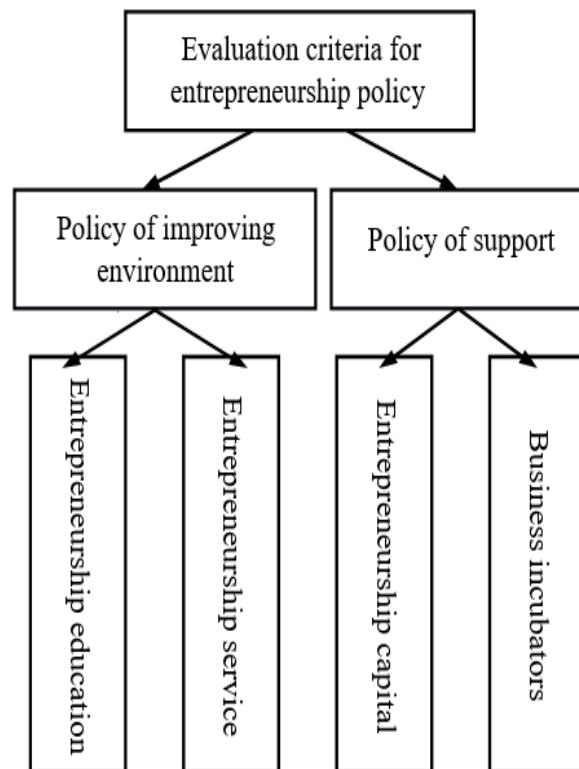 Evaluation criteria for
entrepreneurship policy
Policy of improving
environment
Policy of support
Entrepreneurship education
Entrepreneurship service
Entrepreneurship capital
Business incubators